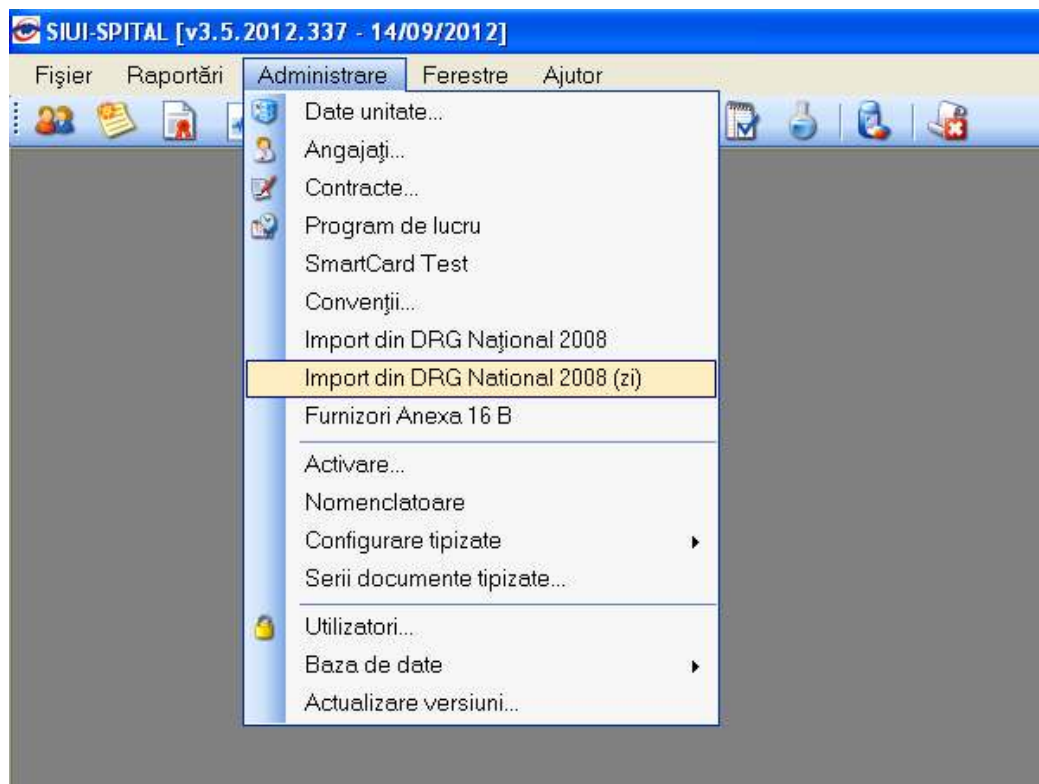 SIUI-SPITAL [v3.5.2012.337 - 14/09/2012]
Fişier Raportări Administrare Ferestre Ajutor
Date unitate...
Angajaţi...
Contracte...
Program de lucru
SmartCard Test
Convenţii...
Import din DRG Naţional 2008
Import din DRG National 2008 (zi)
Furnizori Anexa 16 B
Activare...
Nomenclatoare
Configurare tipizate
Serii documente tipizate...
Utilizatori...
Baza de date
Actualizare versiuni...